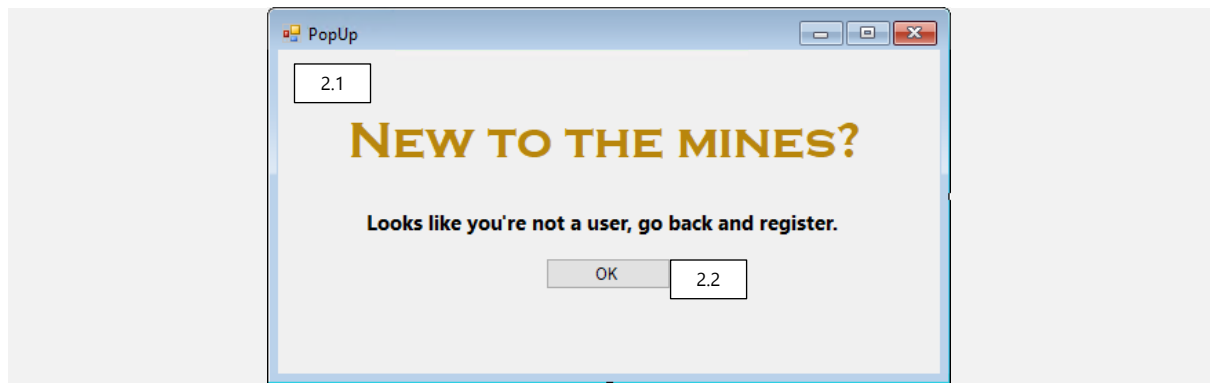 PopUp
2.1
New to the mines?
Looks like you're not a user, go back and register.
OK
2.2